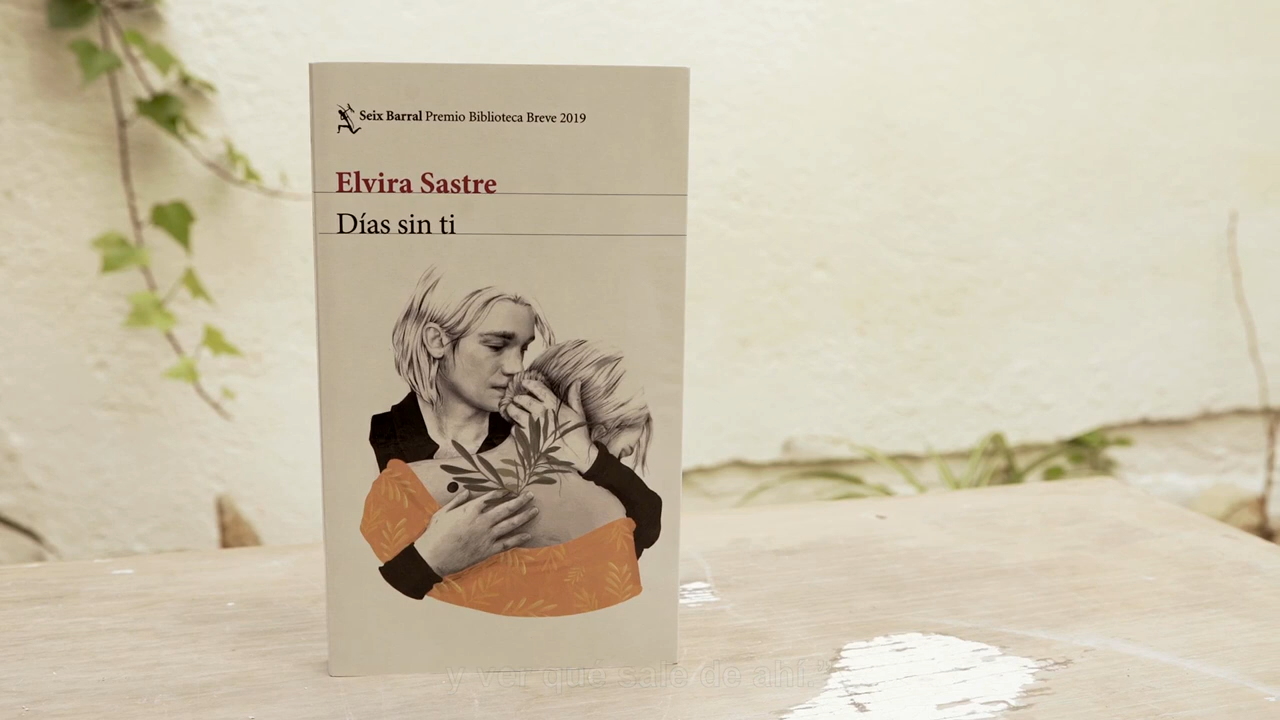 Seix Barral Premio Biblioteca Breve 2019
Elvira Sastre
Días sin ti
y ver que sale de ahí."